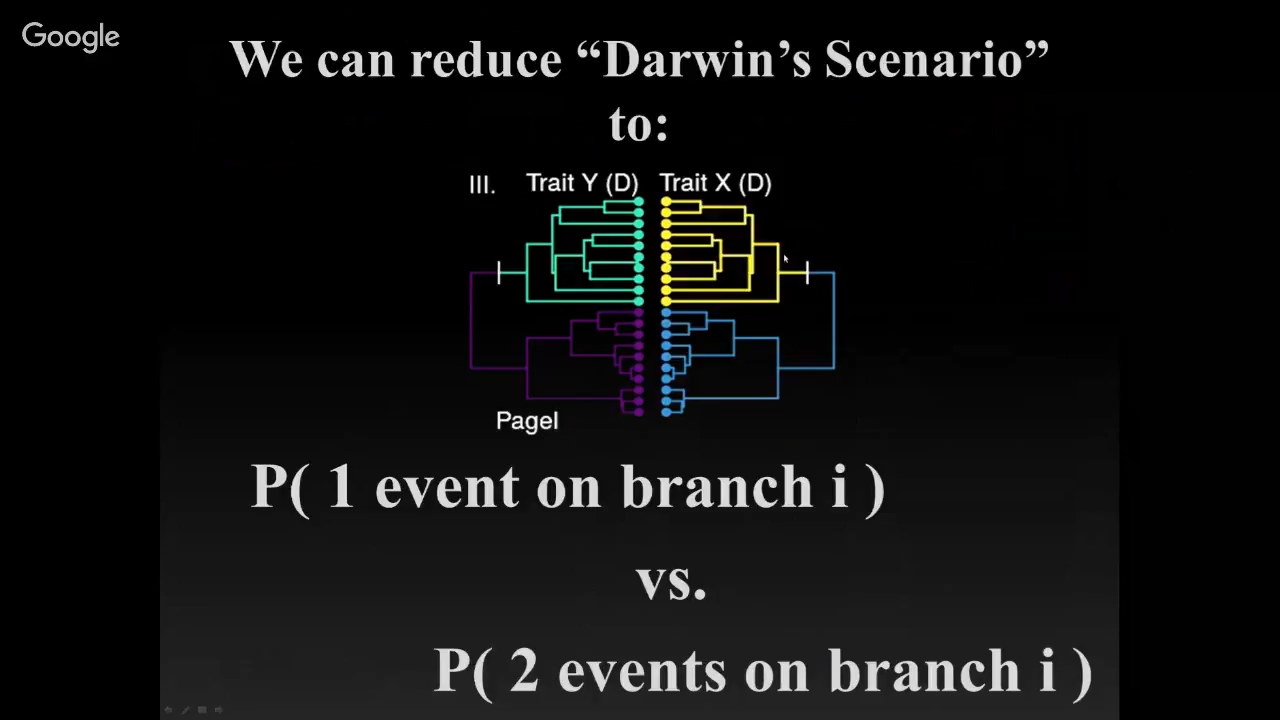 Google
We can reduce “Darwin’s Scenario”
to:
III. Trait Y (D) Trait X (D)
Pagel
P( 1 event on branch i )
vs.
P( 2 events on branch i )